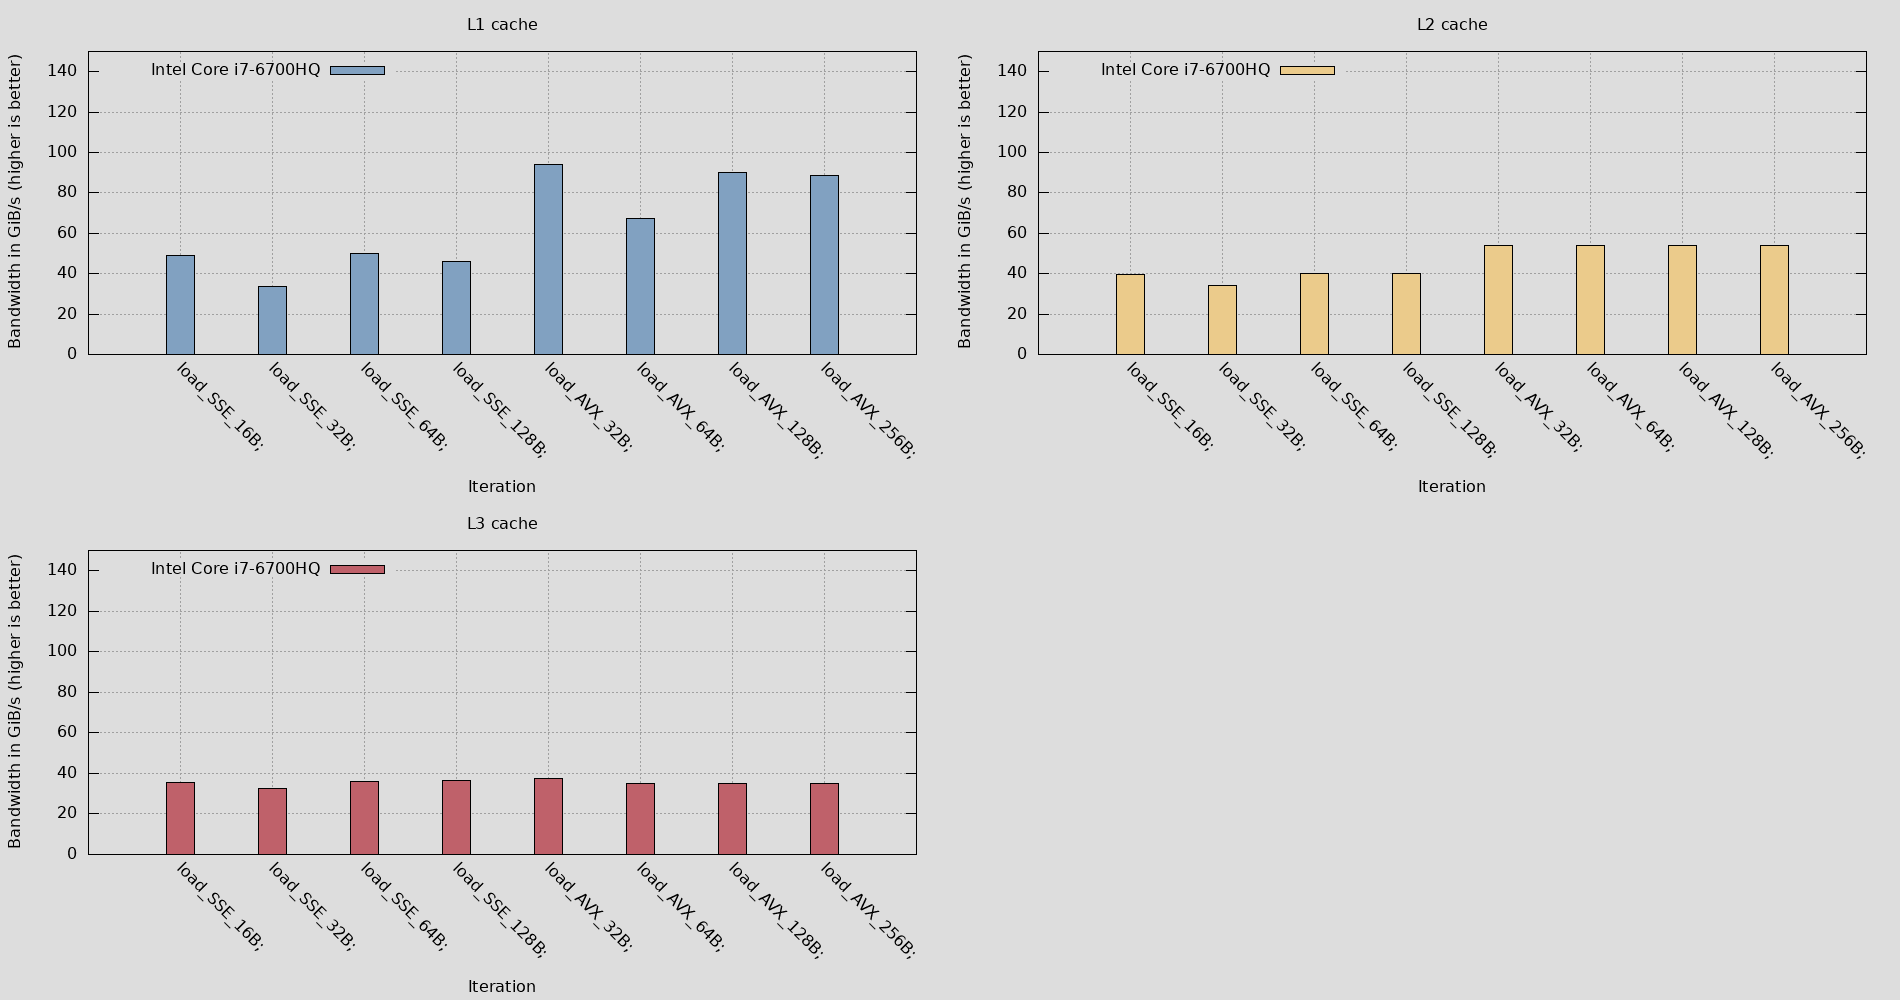 L1 cache
Bandwidth in GiB/s (higher is better)
Intel Core i7-6700HQ
140
120
100
80
60
40
20
0
load_SSE_16B;
load_SSE_32B;
load_SSE_64B;
load_SSE_128B;
load_AVX_32B;
load_AVX_64B;
load_AVX_128B;
load_AVX_256B;
Iteration
L2 cache
Bandwidth in GiB/s (higher is better)
Intel Core i7-6700HQ
140
120
100
80
60
40
20
0
load_SSE_16B;
load_SSE_32B;
load_SSE_64B;
load_SSE_128B;
load_AVX_32B;
load_AVX_64B;
load_AVX_128B;
load_AVX_256B;
Iteration
L3 cache
Bandwidth in GiB/s (higher is better)
Intel Core i7-6700HQ
140
120
100
80
60
40
20
0
load_SSE_16B;
load_SSE_32B;
load_SSE_64B;
load_SSE_128B;
load_AVX_32B;
load_AVX_64B;
load_AVX_128B;
load_AVX_256B;
Iteration